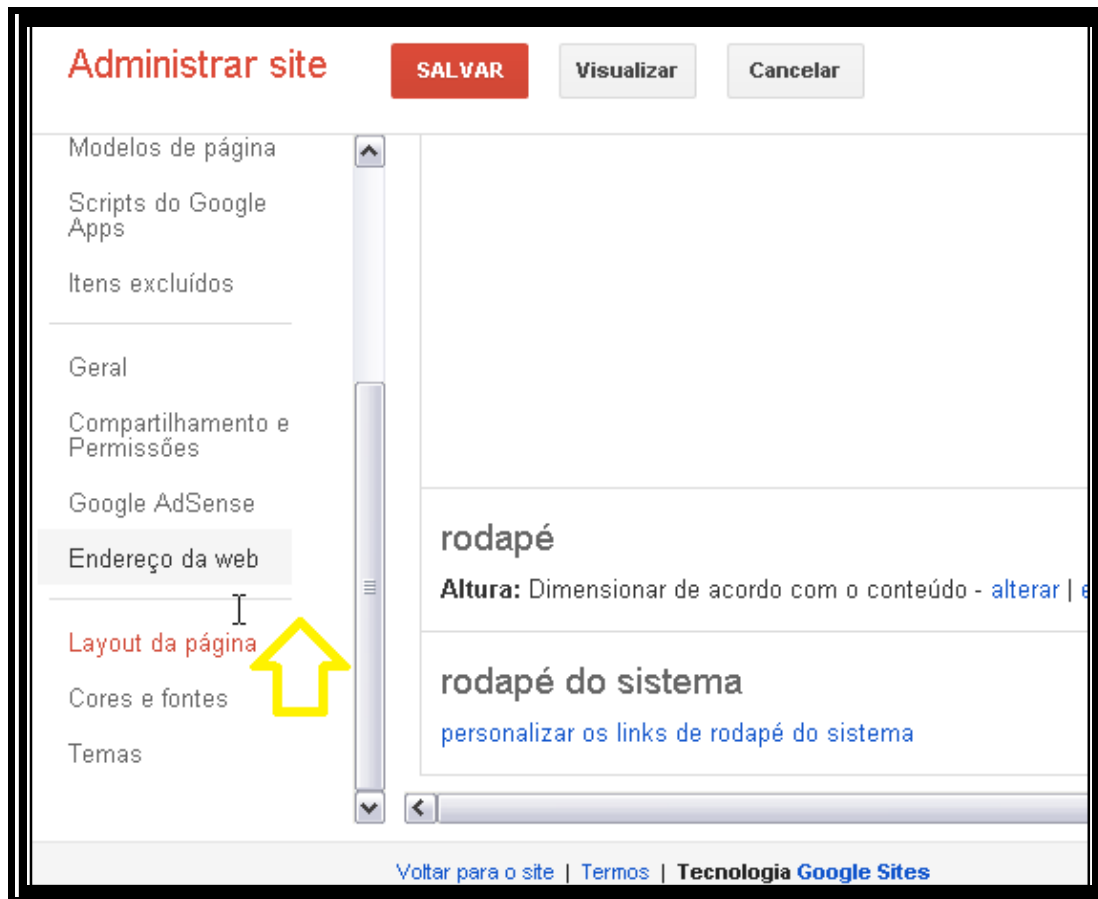 Administrar site
SALVAR Visualizar Cancelar
Modelos de página
Scripts do Google
Apps
Itens excluídos
Geral
Compartilhamento e
Permissões
Google AdSense
Endereço da web
Layout da página
Cores e fontes
Temas
rodapé
Altura: Dimensionar de acordo com o conteúdo - alterar |
rodapé do sistema
personalizar os links de rodapé do sistema
Voltar para o site | Termos | Tecnologia Google Sites